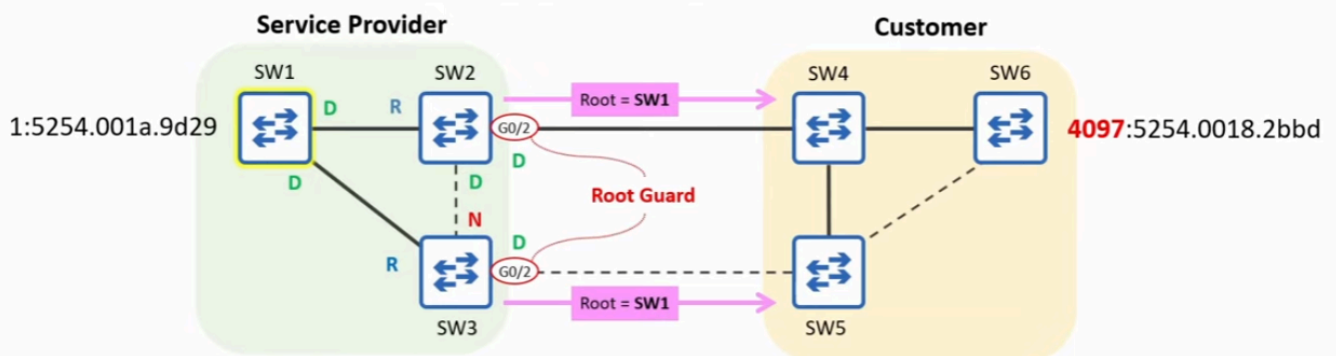 Service Provider
Customer
SW1
SW2
SW4
SW6
Root = SW1
1:5254.001a.9d29
D
R
G0/2
4097:5254.0018.2bbd
D
D
D
Root Guard
N
D
R
G0/2
Root = SW1
SW3
SW5